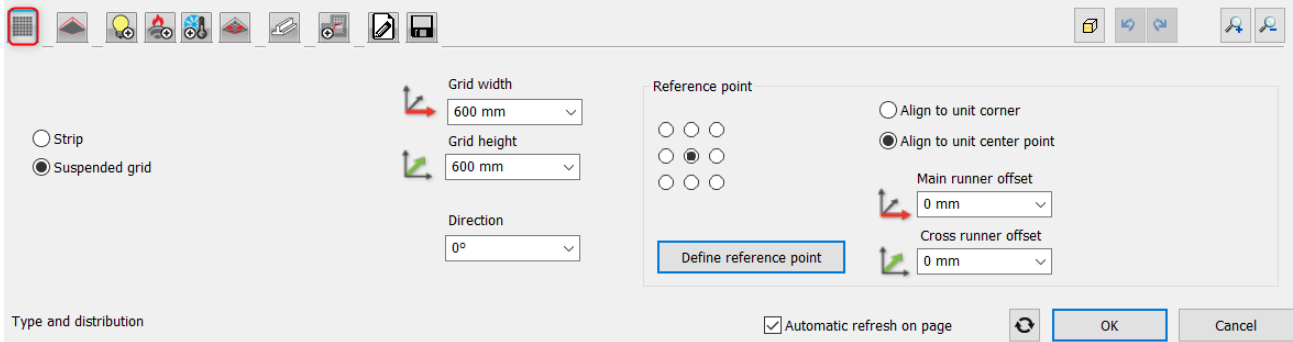 Strip
Suspended grid
Grid width
600 mm
Grid height
600 mm
Direction
0°
Reference point
Define reference point
Align to unit corner
Align to unit center point
Main runner offset
0 mm
Cross runner offset
0 mm
Type and distribution
Automatic refresh on page
OK
Cancel